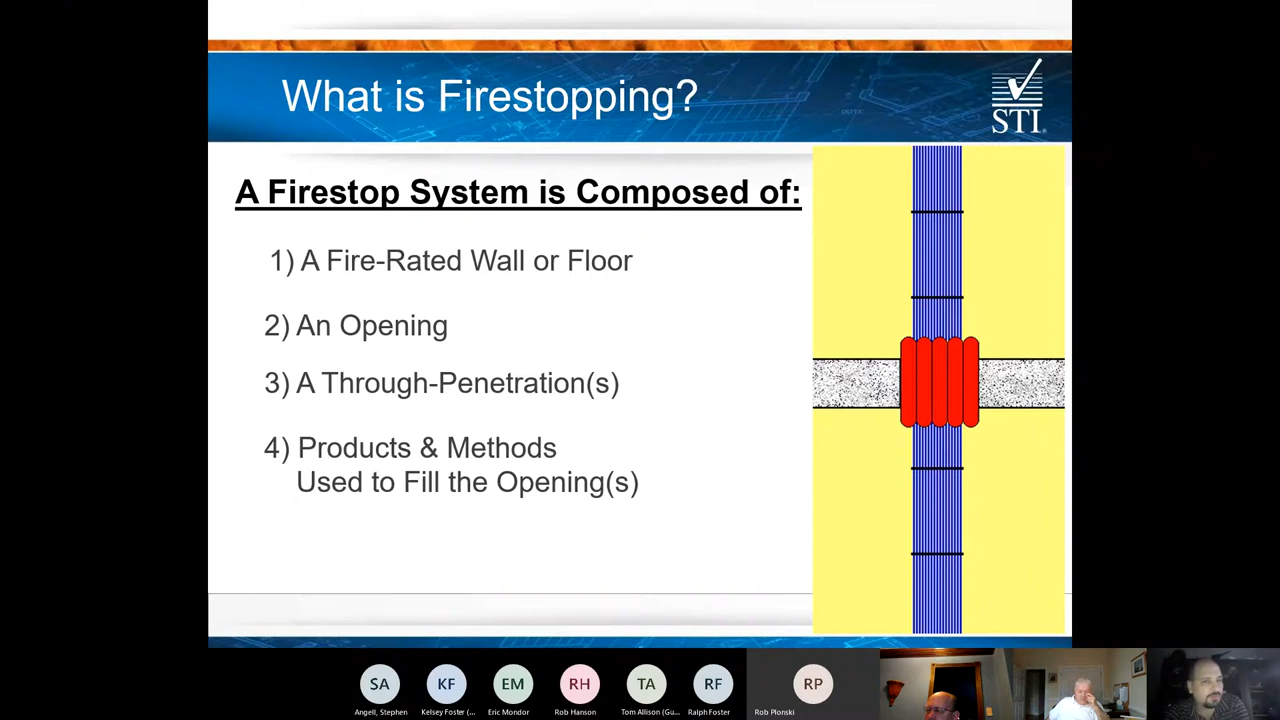 What is Firestopping?
STI
A Firestop System is Composed of:
1) A Fire-Rated Wall or Floor
2) An Opening
3) A Through-Penetration(s)
4) Products & Methods
Used to Fill the Opening(s)
SA
KF
EM
RH
TA
RF
RP
Angell, Stephen
Kelsey Foster (...
Eric Mondor
Rob Hanson
Tom Allison (Gu...
Ralph Foster
Rob Plonski